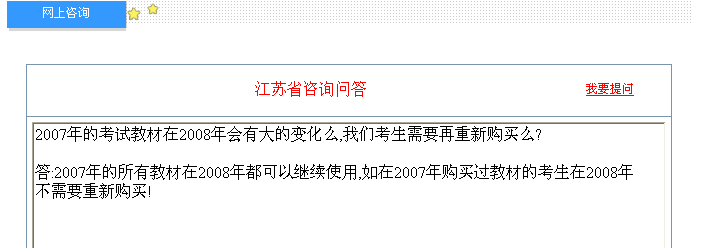 网上咨询
江苏省咨询问答
我要提问
2007年的考试教材在2008年会有大的变化么,我们考生需要再重新购买么?
答:2007年的所有教材在2008年都可以继续使用,如在2007年购买过教材的考生在2008年
不需要重新购买!